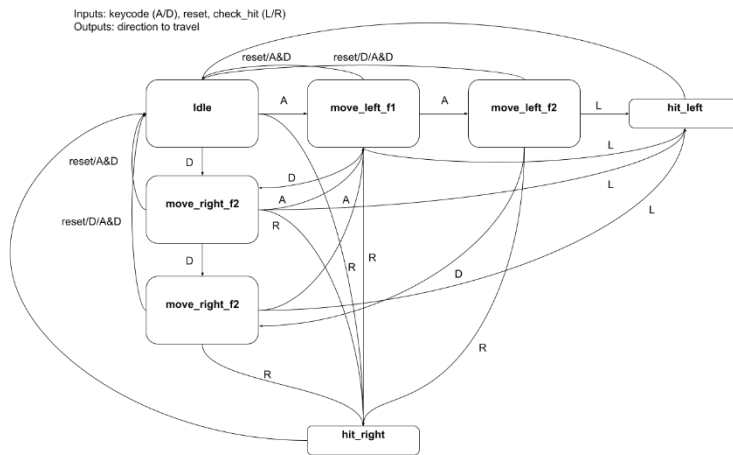 Inputs: keycode (A/D), reset, check_hit (L/R)
Outputs: direction to travel
reset/A&D
reset/D/A&D
Idle
A
move_left_f1
A
move_left_f2
L
hit_left
D
L
reset/A&D
D
move_right_f2
A
A
L
R
reset/D/A&D
L
D
R
R
D
move_right_f2
R
R
hit_right